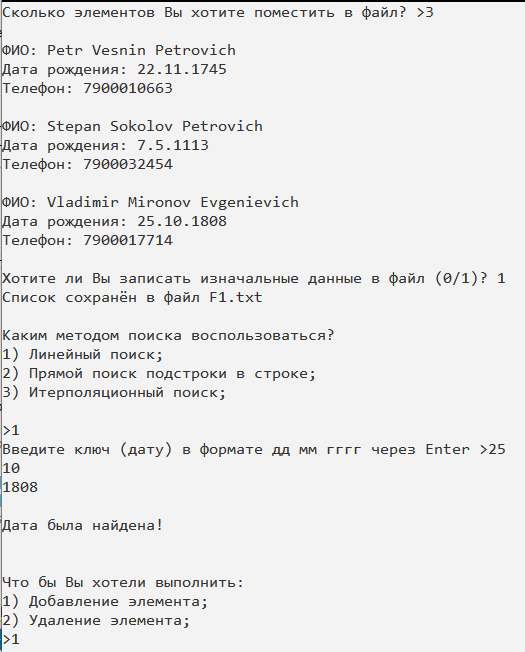 Сколько элементов Вы хотите поместить в файл? >3
ФИО: Petr Vesnin Petrovich
Дата рождения: 22.11.1745
Телефон: 7900010663
ФИО: Stepan Sokolov Petrovich
Дата рождения: 7.5.1113
Телефон: 7900032454
ФИО: Vladimir Mironov Evgenievich
Дата рождения: 25.10.1808
Телефон: 7900017714
Хотите ли Вы записать изначальные данные в файл (0/1)? 1
Список сохранён в файл F1.txt
Каким методом поиска воспользоваться?
1) Линейный поиск;
2) Прямой поиск подстроки в строке;
3) Итерполяционный поиск;
>1
Введите ключ (дату) в формате дд мм гггг через Enter >25
10
1808
Дата была найдена!
Что бы Вы хотели выполнить:
1) Добавление элемента;
2) Удаление элемента;
>1